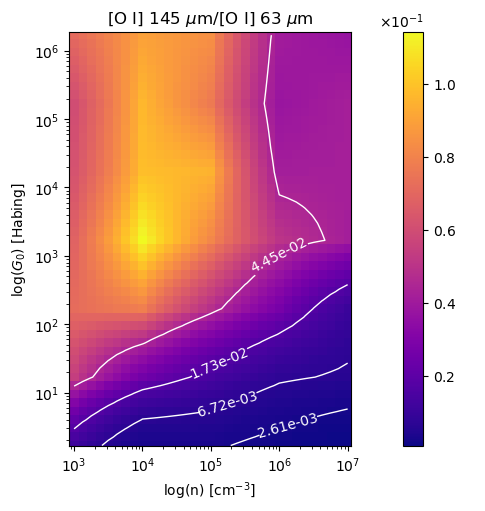 [O I] 145 μm/[O I] 63 μm
×10⁻¹
10⁶
10⁵
10⁴
10³
10²
10¹
log(G₀) [Habing]
4.45e-02
1.73e-02
6.72e-03
2.61e-03
10³ 10⁴ 10⁵ 10⁶ 10⁷
log(n) [cm⁻³]
1.0
0.8
0.6
0.4
0.2